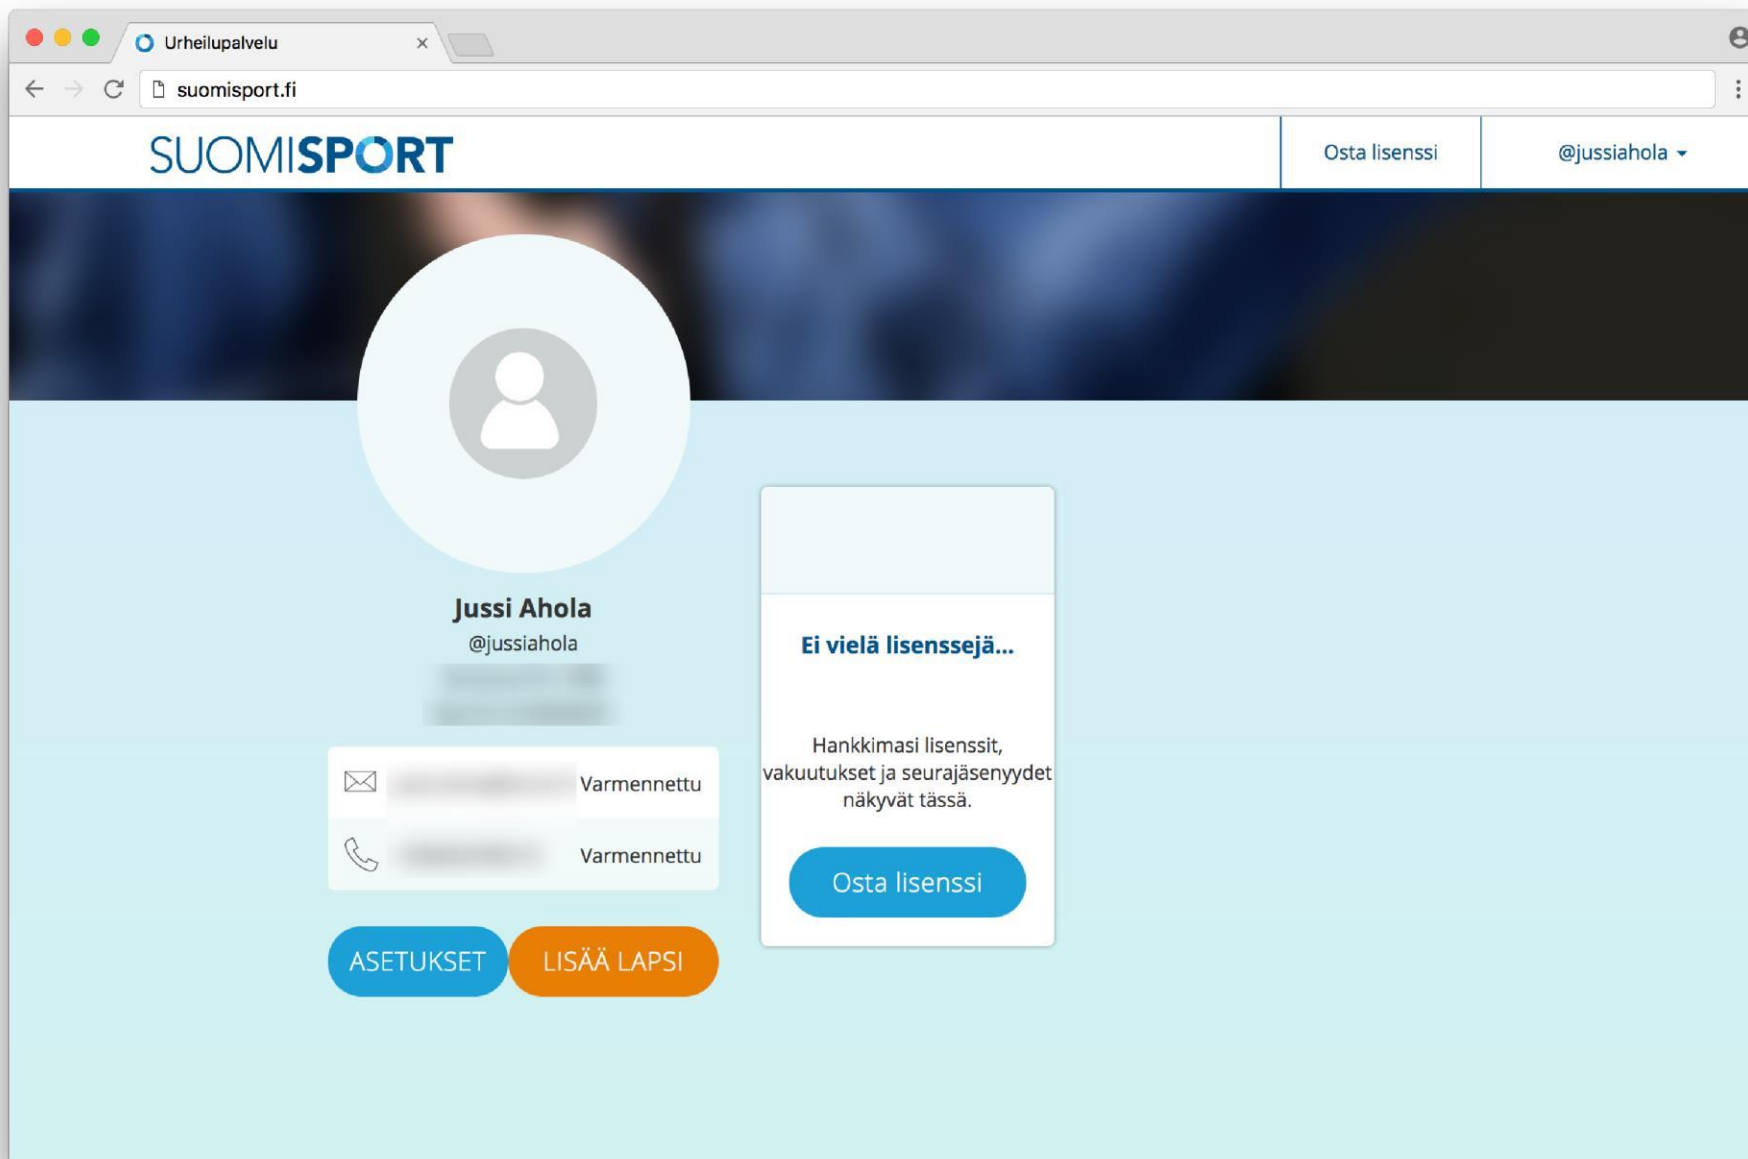 Urheilupalvelu
suomisport.fi
SUOMISPORT
Osta lisenssi
@jussiahola
Jussi Ahola
@jussiahola
Varmennettu
Varmennettu
ASETUKSET
LISÄÄ LAPSI
Ei vielä lisenssejä...
Hankkimasi lisenssit,
vakuutukset ja seurajäsenyydet
näkyvät tässä.
Osta lisenssi